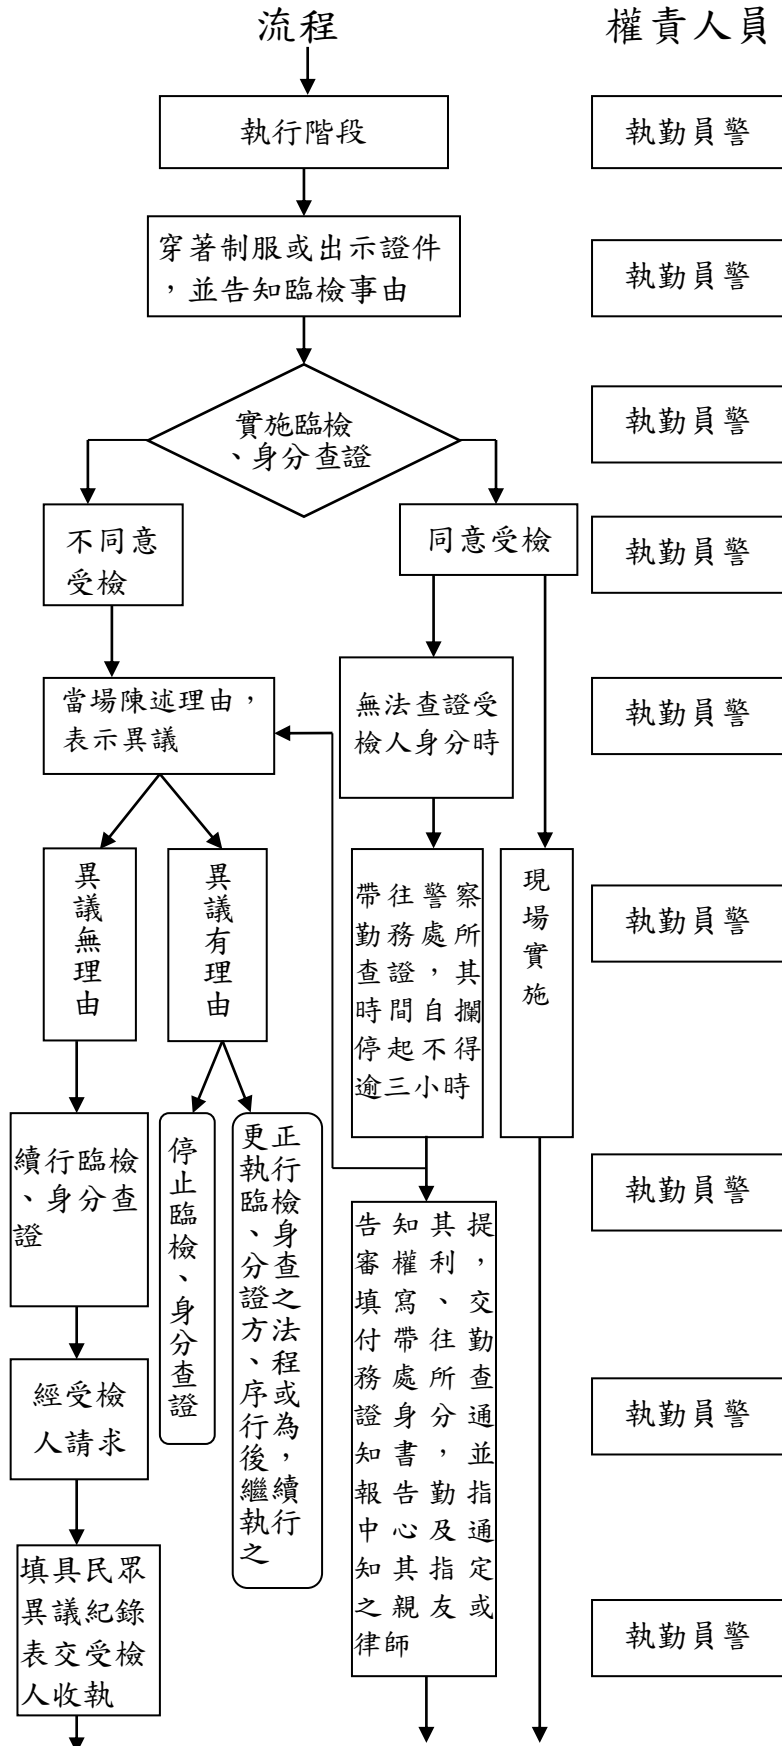 流程
權責人員
執行階段
執勤員警
穿著制服或出示證件
，並告知臨檢事由
執勤員警
實施臨檢
、身分查證
執勤員警
不同意
受檢
同意受檢
執勤員警
當場陳述理由，
表示異議
無法查證受
檢人身分時
執勤員警
異議無理由
異議有理由
帶往警察
勤務處所
查證，其
時間自攔
停起不得
逾三小時
現場實施
執勤員警
續行臨檢
、身分查
證
停止臨檢、身分查證
更正
執行
臨檢
、身
分查
證之
方法
、程
序或
行為
後，
繼續
執行
之
告知其提
審權利，
填寫、交
付帶往勤
務處所查
證身分通
知書，並
報告勤指
中心及通
知其指定
之親友或
律師
執勤員警
經受檢
人請求
執勤員警
填具民眾
異議紀錄
表交受檢
人收執
執勤員警